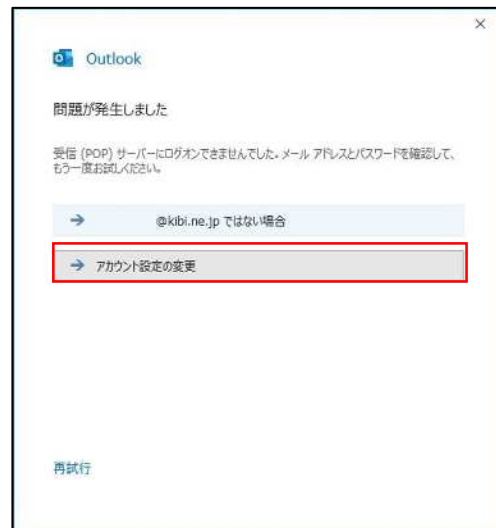 Outlook
問題が発生しました
受信 (POP) サーバーにログオンできませんでした。メール アドレスとパスワードを確認して、
もう一度お試しください。
@kibi.ne.jp ではない場合
アカウント設定の変更
再試行